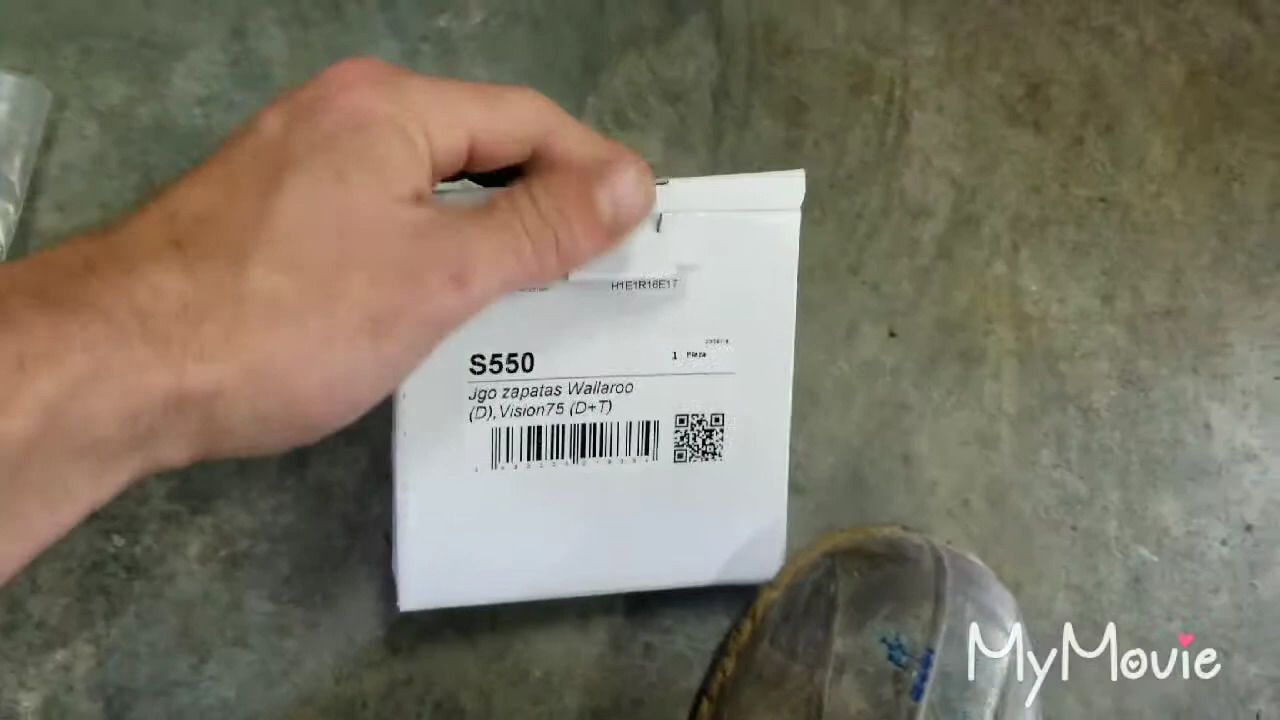 H1E1R16E17
S550
1 Pieza
Jgo zapatas Wallaroo
(D),Vision75 (D+T)
MyMovie